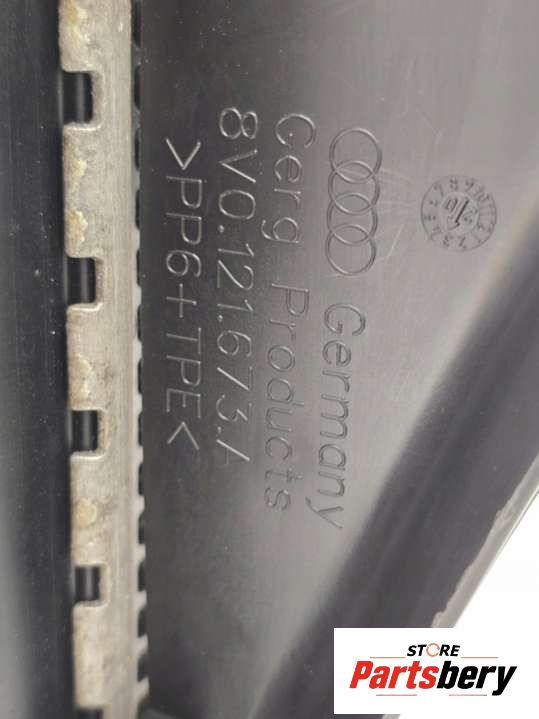 Germany
Gerg Products
8V0.121.673.A
>PP6+TPE<
STORE
Partsbery